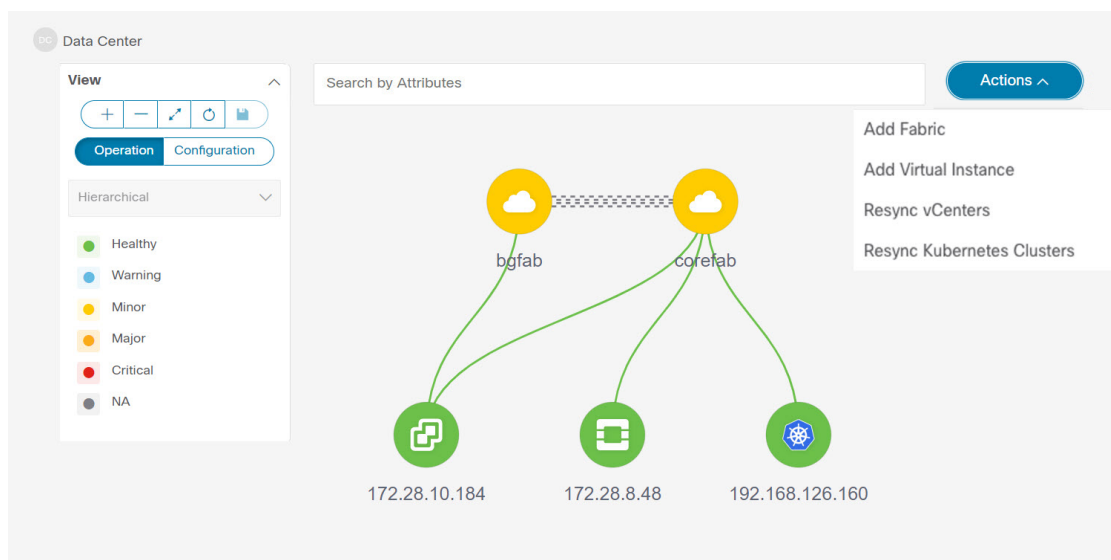 DC Data Center
View
Search by Attributes
Actions
Operation Configuration
Hierarchical
Healthy
Warning
Minor
Major
Critical
NA
Add Fabric
Add Virtual Instance
Resync vCenters
Resync Kubernetes Clusters
bgfab
corefab
172.28.10.184
172.28.8.48
192.168.126.160